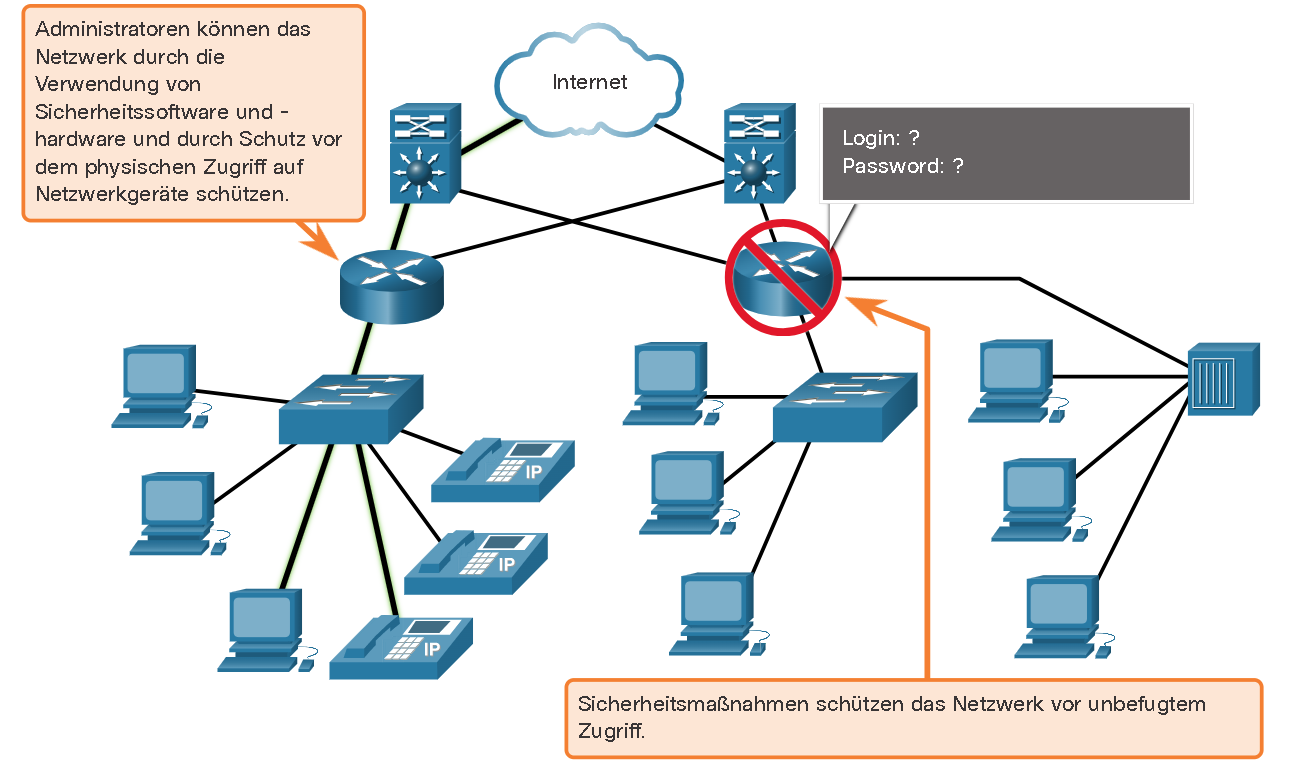 Administratoren können das
Netzwerk durch die
Verwendung von
Sicherheitssoftware und -
hardware und durch Schutz vor
dem physischen Zugriff auf
Netzwerkgeräte schützen.
Internet
Login: ?
Password: ?
IP
IP
IP
Sicherheitsmaßnahmen schützen das Netzwerk vor unbefugtem
Zugriff.